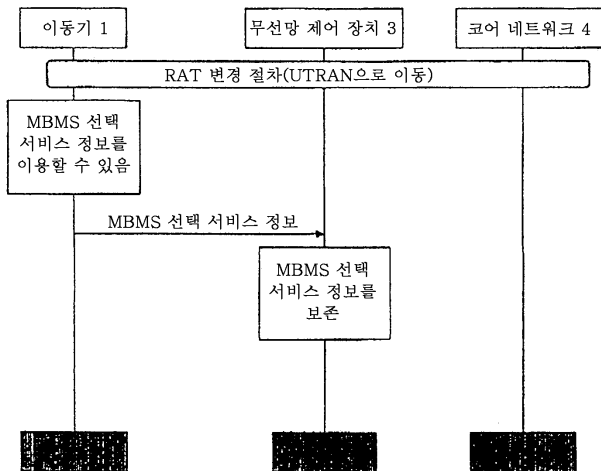 이동기 1
무선망 제어 장치 3
코어 네트워크 4
RAT 변경 절차(UTRAN으로 이동)
MBMS 선택
서비스 정보를
이용할 수 있음
MBMS 선택 서비스 정보
MBMS 선택
서비스 정보를
보존